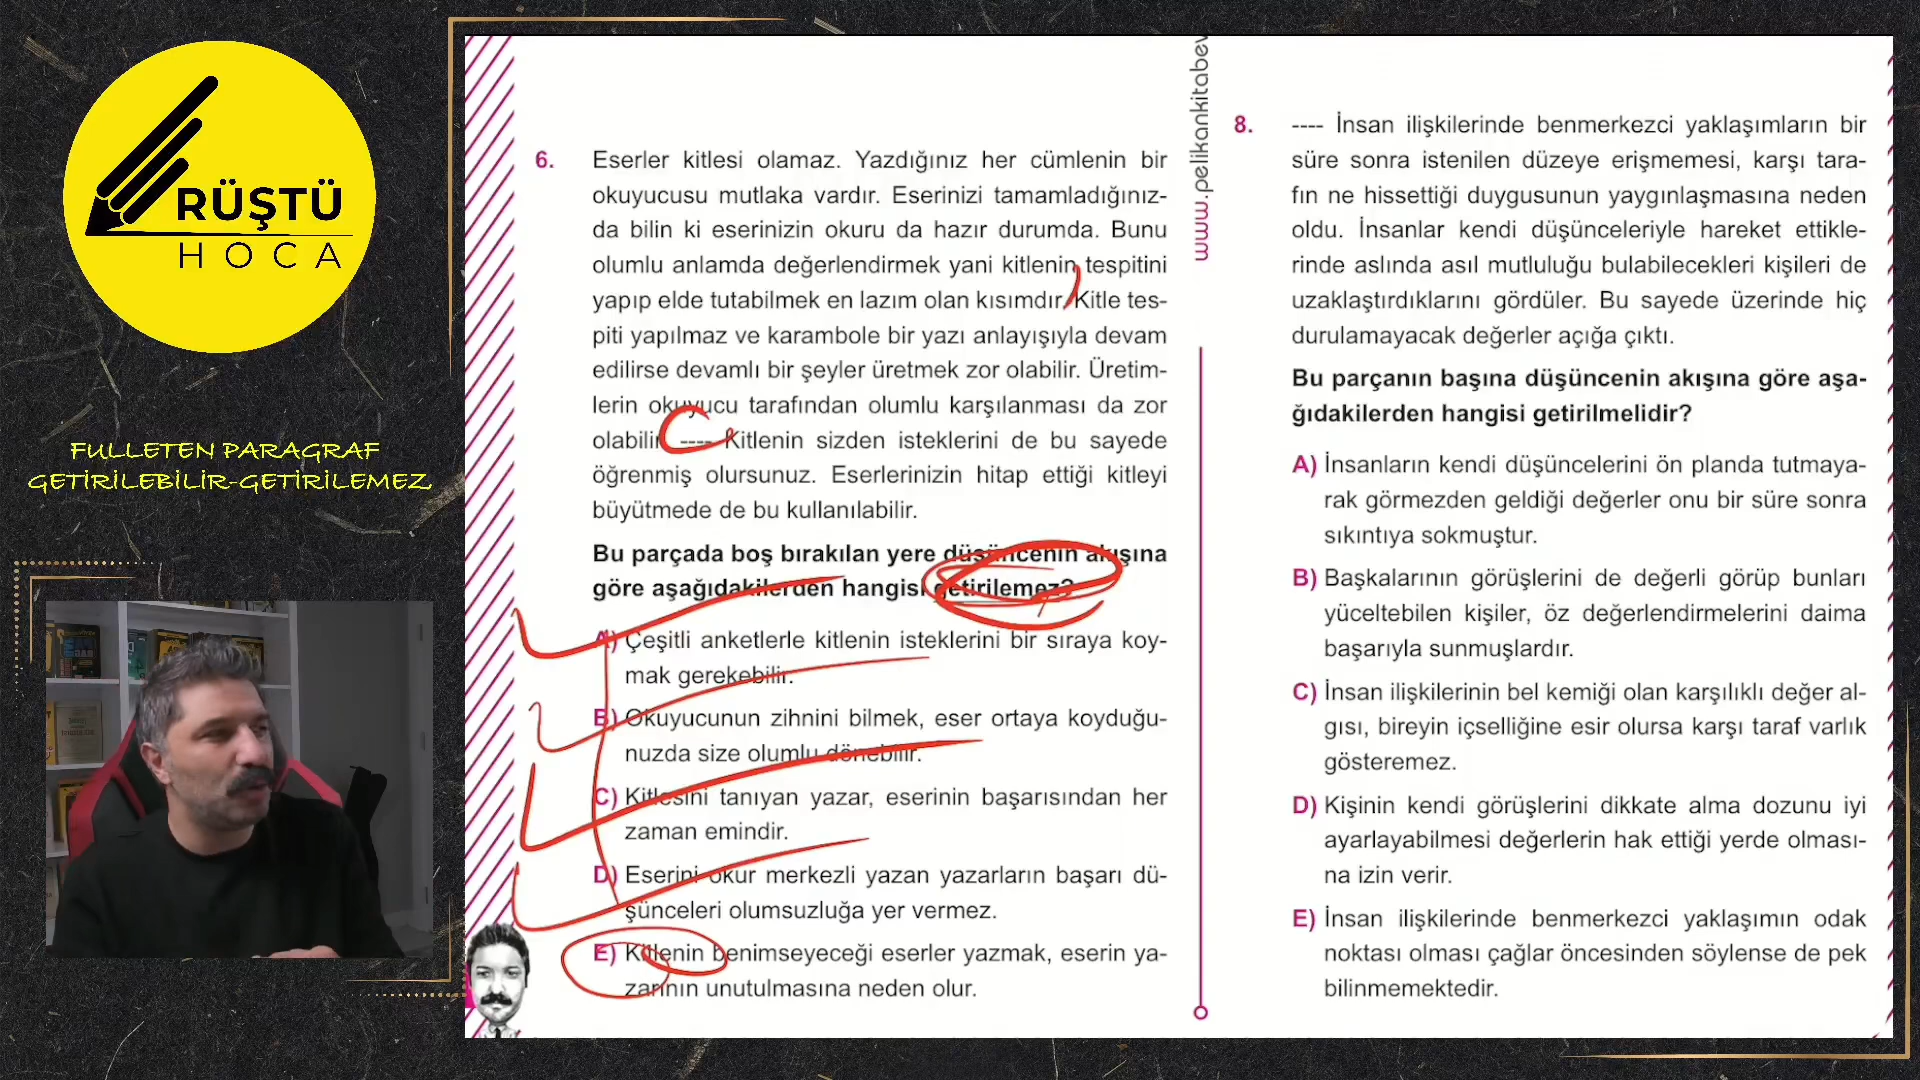 RÜŞTÜ
HOCA
FULLETEN PARAGRAF
GETİRİLEBİLİR-GETİRİLEMEZ
6. Eserler kitlesi olamaz. Yazdığınız her cümlenin bir
okuyucusu mutlaka vardır. Eserinizi tamamladığınız-
da bilin ki eserinizin okuru da hazır durumda. Bunu
olumlu anlamda değerlendirmek yani kitlenin tespitini
yapıp elde tutabilmek en lazım olan kısımdır. Kitle tes-
piti yapılmaz ve karambole bir yazı anlayışıyla devam
edilirse devamlı bir şeyler üretmek zor olabilir. Üretim-
lerin okuyucu tarafından olumlu karşılanması da zor
olabilir. ---- Kitlenin sizden isteklerini de bu sayede
öğrenmiş olursunuz. Eserlerinizin hitap ettiği kitleyi
büyütmede de bu kullanılabilir.
Bu parçada boş bırakılan yere düşüncenin akışına
göre aşağıdakilerden hangisi getirilemez?
A) Çeşitli anketlerle kitlenin isteklerini bir sıraya koy-
mak gerekebilir.
B) Okuyucunun zihnini bilmek, eser ortaya koyduğu-
nuzda size olumlu dönebilir.
C) Kitlesini tanıyan yazar, eserinin başarısından her
zaman emindir.
D) Eserini okur merkezli yazan yazarların başarı dü-
şünceleri olumsuzluğa yer vermez.
E) Kitlenin benimseyeceği eserler yazmak, eserin ya-
zarının unutulmasına neden olur.
www.pelikankitabev
8. ---- İnsan ilişkilerinde benmerkezci yaklaşımların bir
süre sonra istenilen düzeye erişmemesi, karşı tara-
fın ne hissettiği duygusunun yaygınlaşmasına neden
oldu. İnsanlar kendi düşünceleriyle hareket ettikle-
rinde aslında asıl mutluluğu bulabilecekleri kişileri de
uzaklaştırdıklarını gördüler. Bu sayede üzerinde hiç
durulamayacak değerler açığa çıktı.
Bu parçanın başına düşüncenin akışına göre aşa-
ğıdakilerden hangisi getirilmelidir?
A) İnsanların kendi düşüncelerini ön planda tutmaya-
rak görmezden geldiği değerler onu bir süre sonra
sıkıntıya sokmuştur.
B) Başkalarının görüşlerini de değerli görüp bunları
yüceltebilen kişiler, öz değerlendirmelerini daima
başarıyla sunmuşlardır.
C) İnsan ilişkilerinin bel kemiği olan karşılıklı değer al-
gısı, bireyin içselliğine esir olursa karşı taraf varlık
gösteremez.
D) Kişinin kendi görüşlerini dikkate alma dozunu iyi
ayarlayabilmesi değerlerin hak ettiği yerde olması-
na izin verir.
E) İnsan ilişkilerinde benmerkezci yaklaşımın odak
noktası olması çağlar öncesinden söylense de pek
bilinmemektedir.